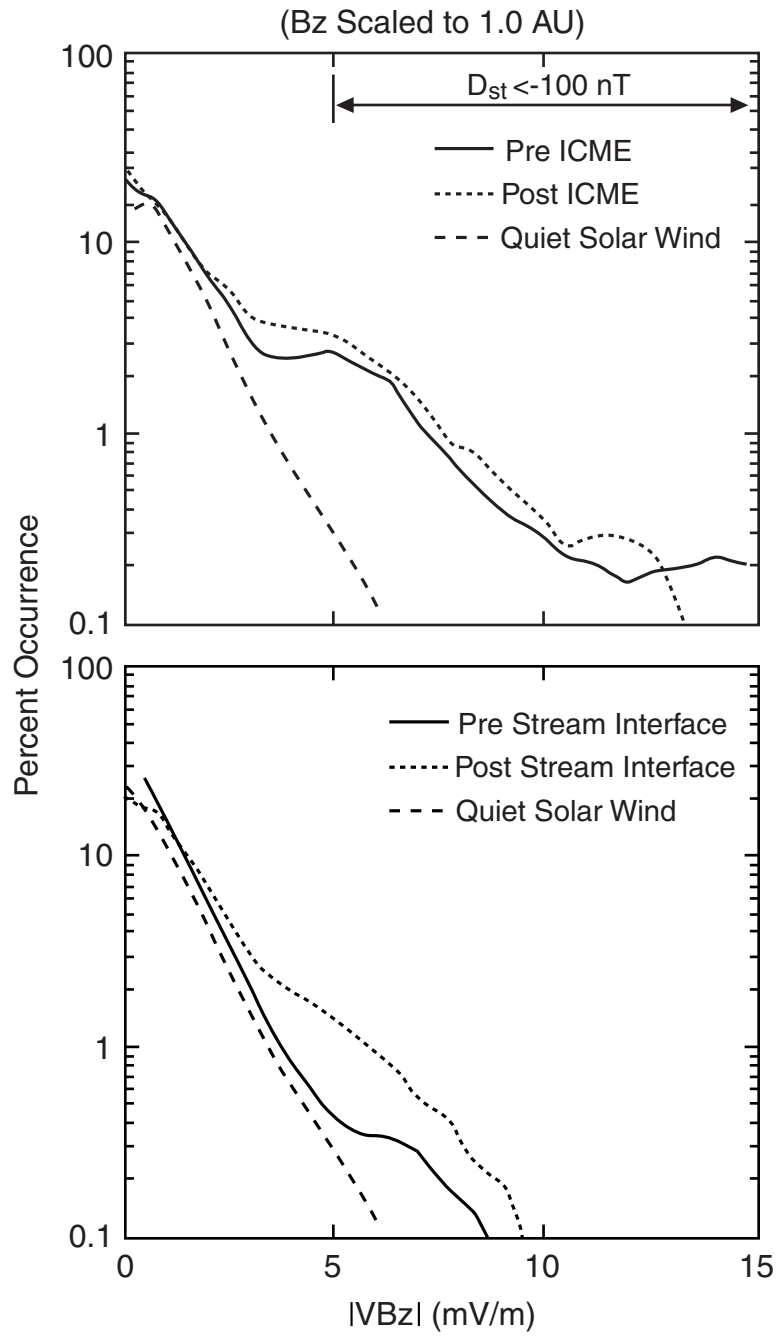 (Bz Scaled to 1.0 AU)
100
Dst <-100 nT
Pre ICME
Post ICME
10
Quiet Solar Wind
1
0.1
Percent Occurrence
100
Pre Stream Interface
Post Stream Interface
Quiet Solar Wind
10
1
0.1
0 5 10 15
|VBz| (mV/m)